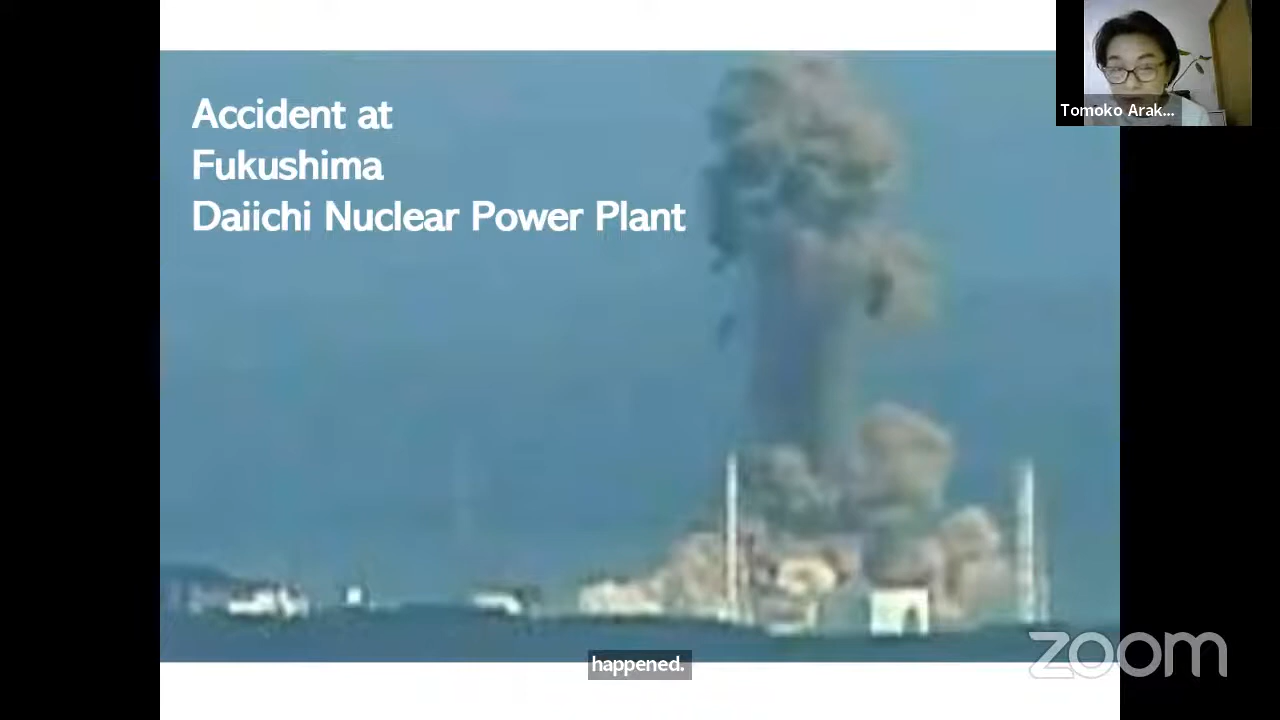 Accident at
Fukushima
Daiichi Nuclear Power Plant
Tomoko Arak...
happened.
zoom